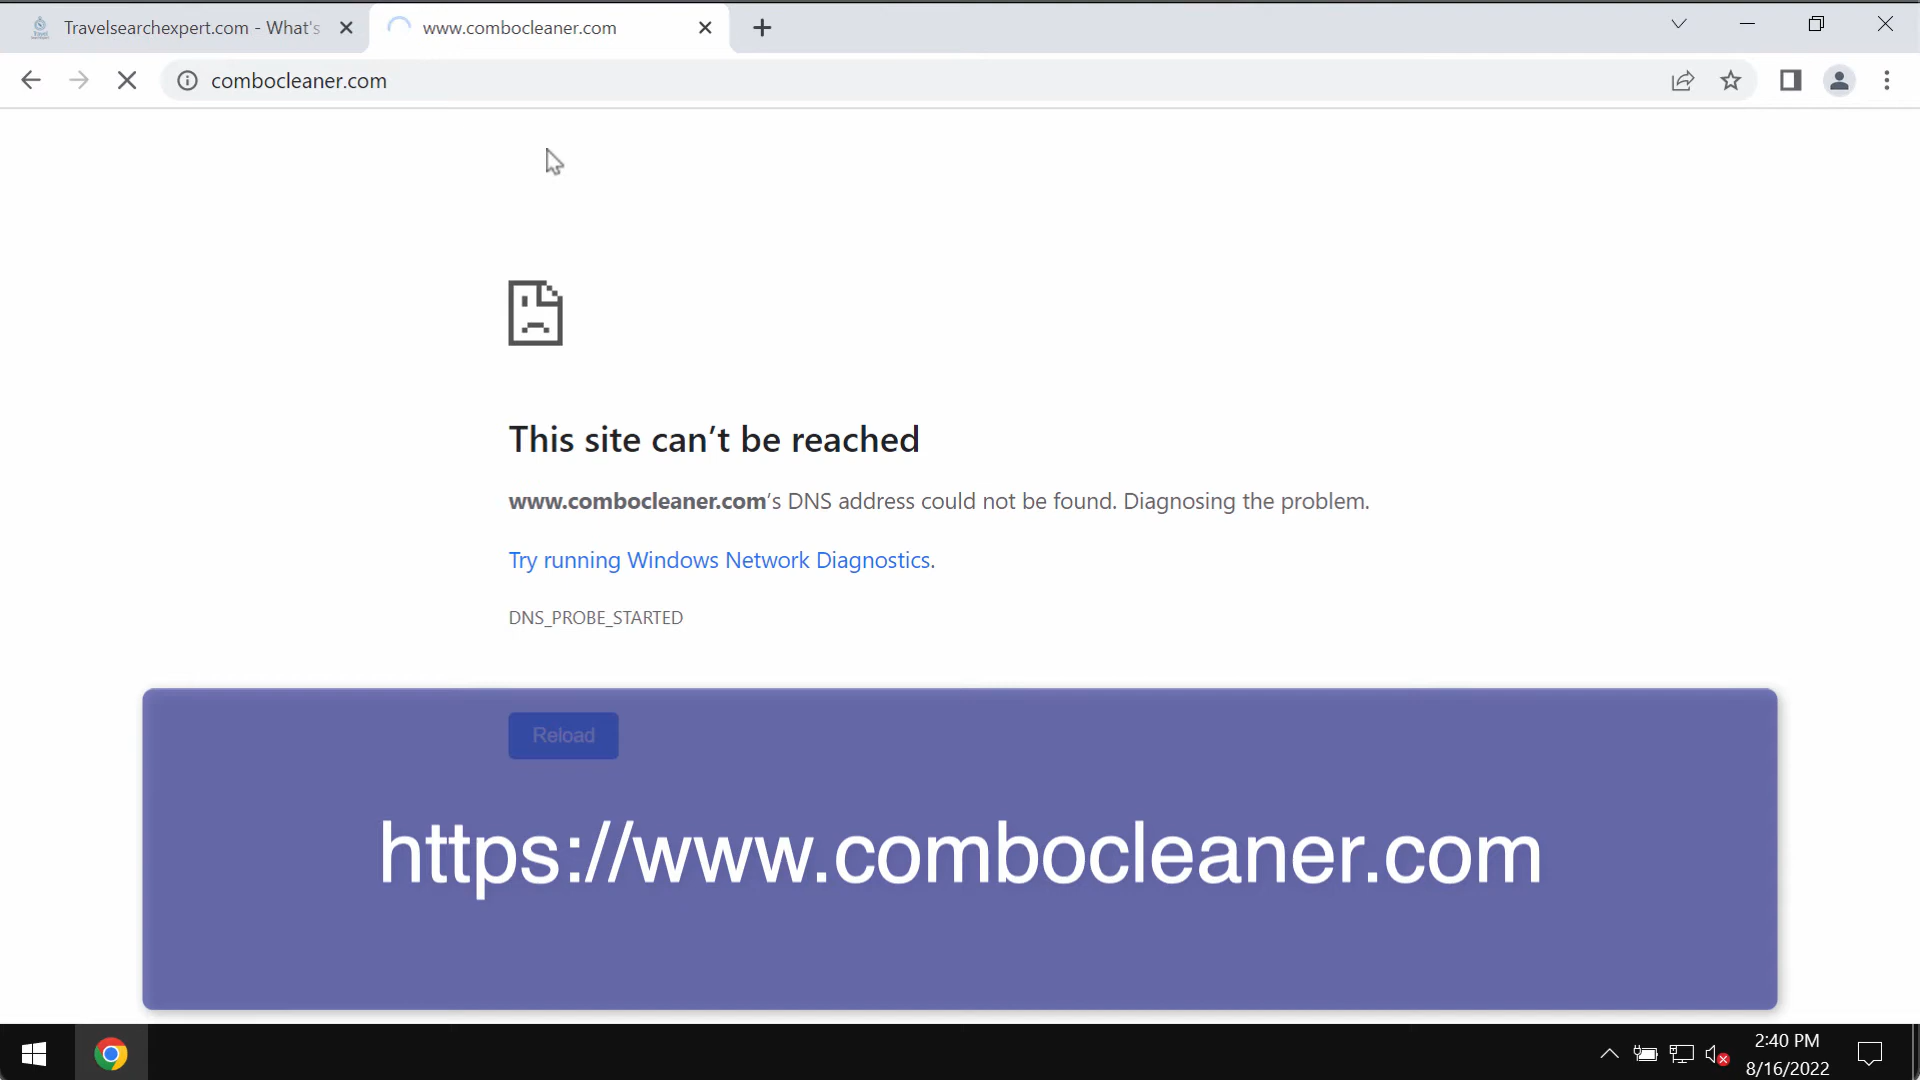 Travelsearchexpert.com - What's
www.combocleaner.com
combocleaner.com
This site can’t be reached
www.combocleaner.com's DNS address could not be found. Diagnosing the problem.
Try running Windows Network Diagnostics.
DNS_PROBE_STARTED
Reload
https://www.combocleaner.com
2:40 PM
8/16/2022